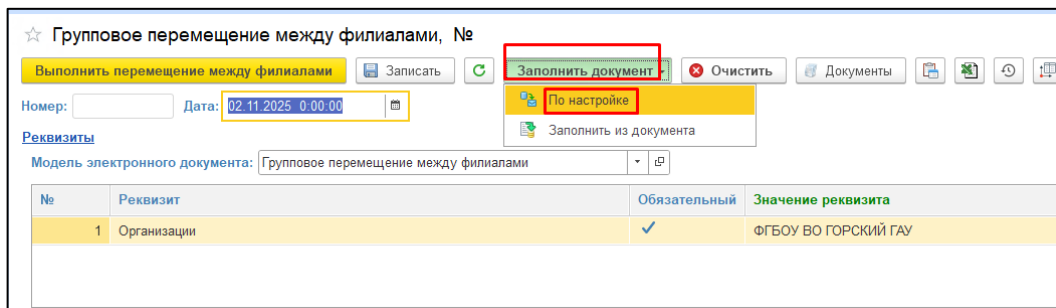 Групповое перемещение между филиалами, №
Выполнить перемещение между филиалами Записать Заполнить документ Очистить Документы
Номер: Дата: 02.11.2025 0:00:00 По настройке
Заполнить из документа
Реквизиты
Модель электронного документа: Групповое перемещение между филиалами
№ Реквизит Обязательный Значение реквизита
1 Организации ФГБОУ ВО ГОРСКИЙ ГАУ